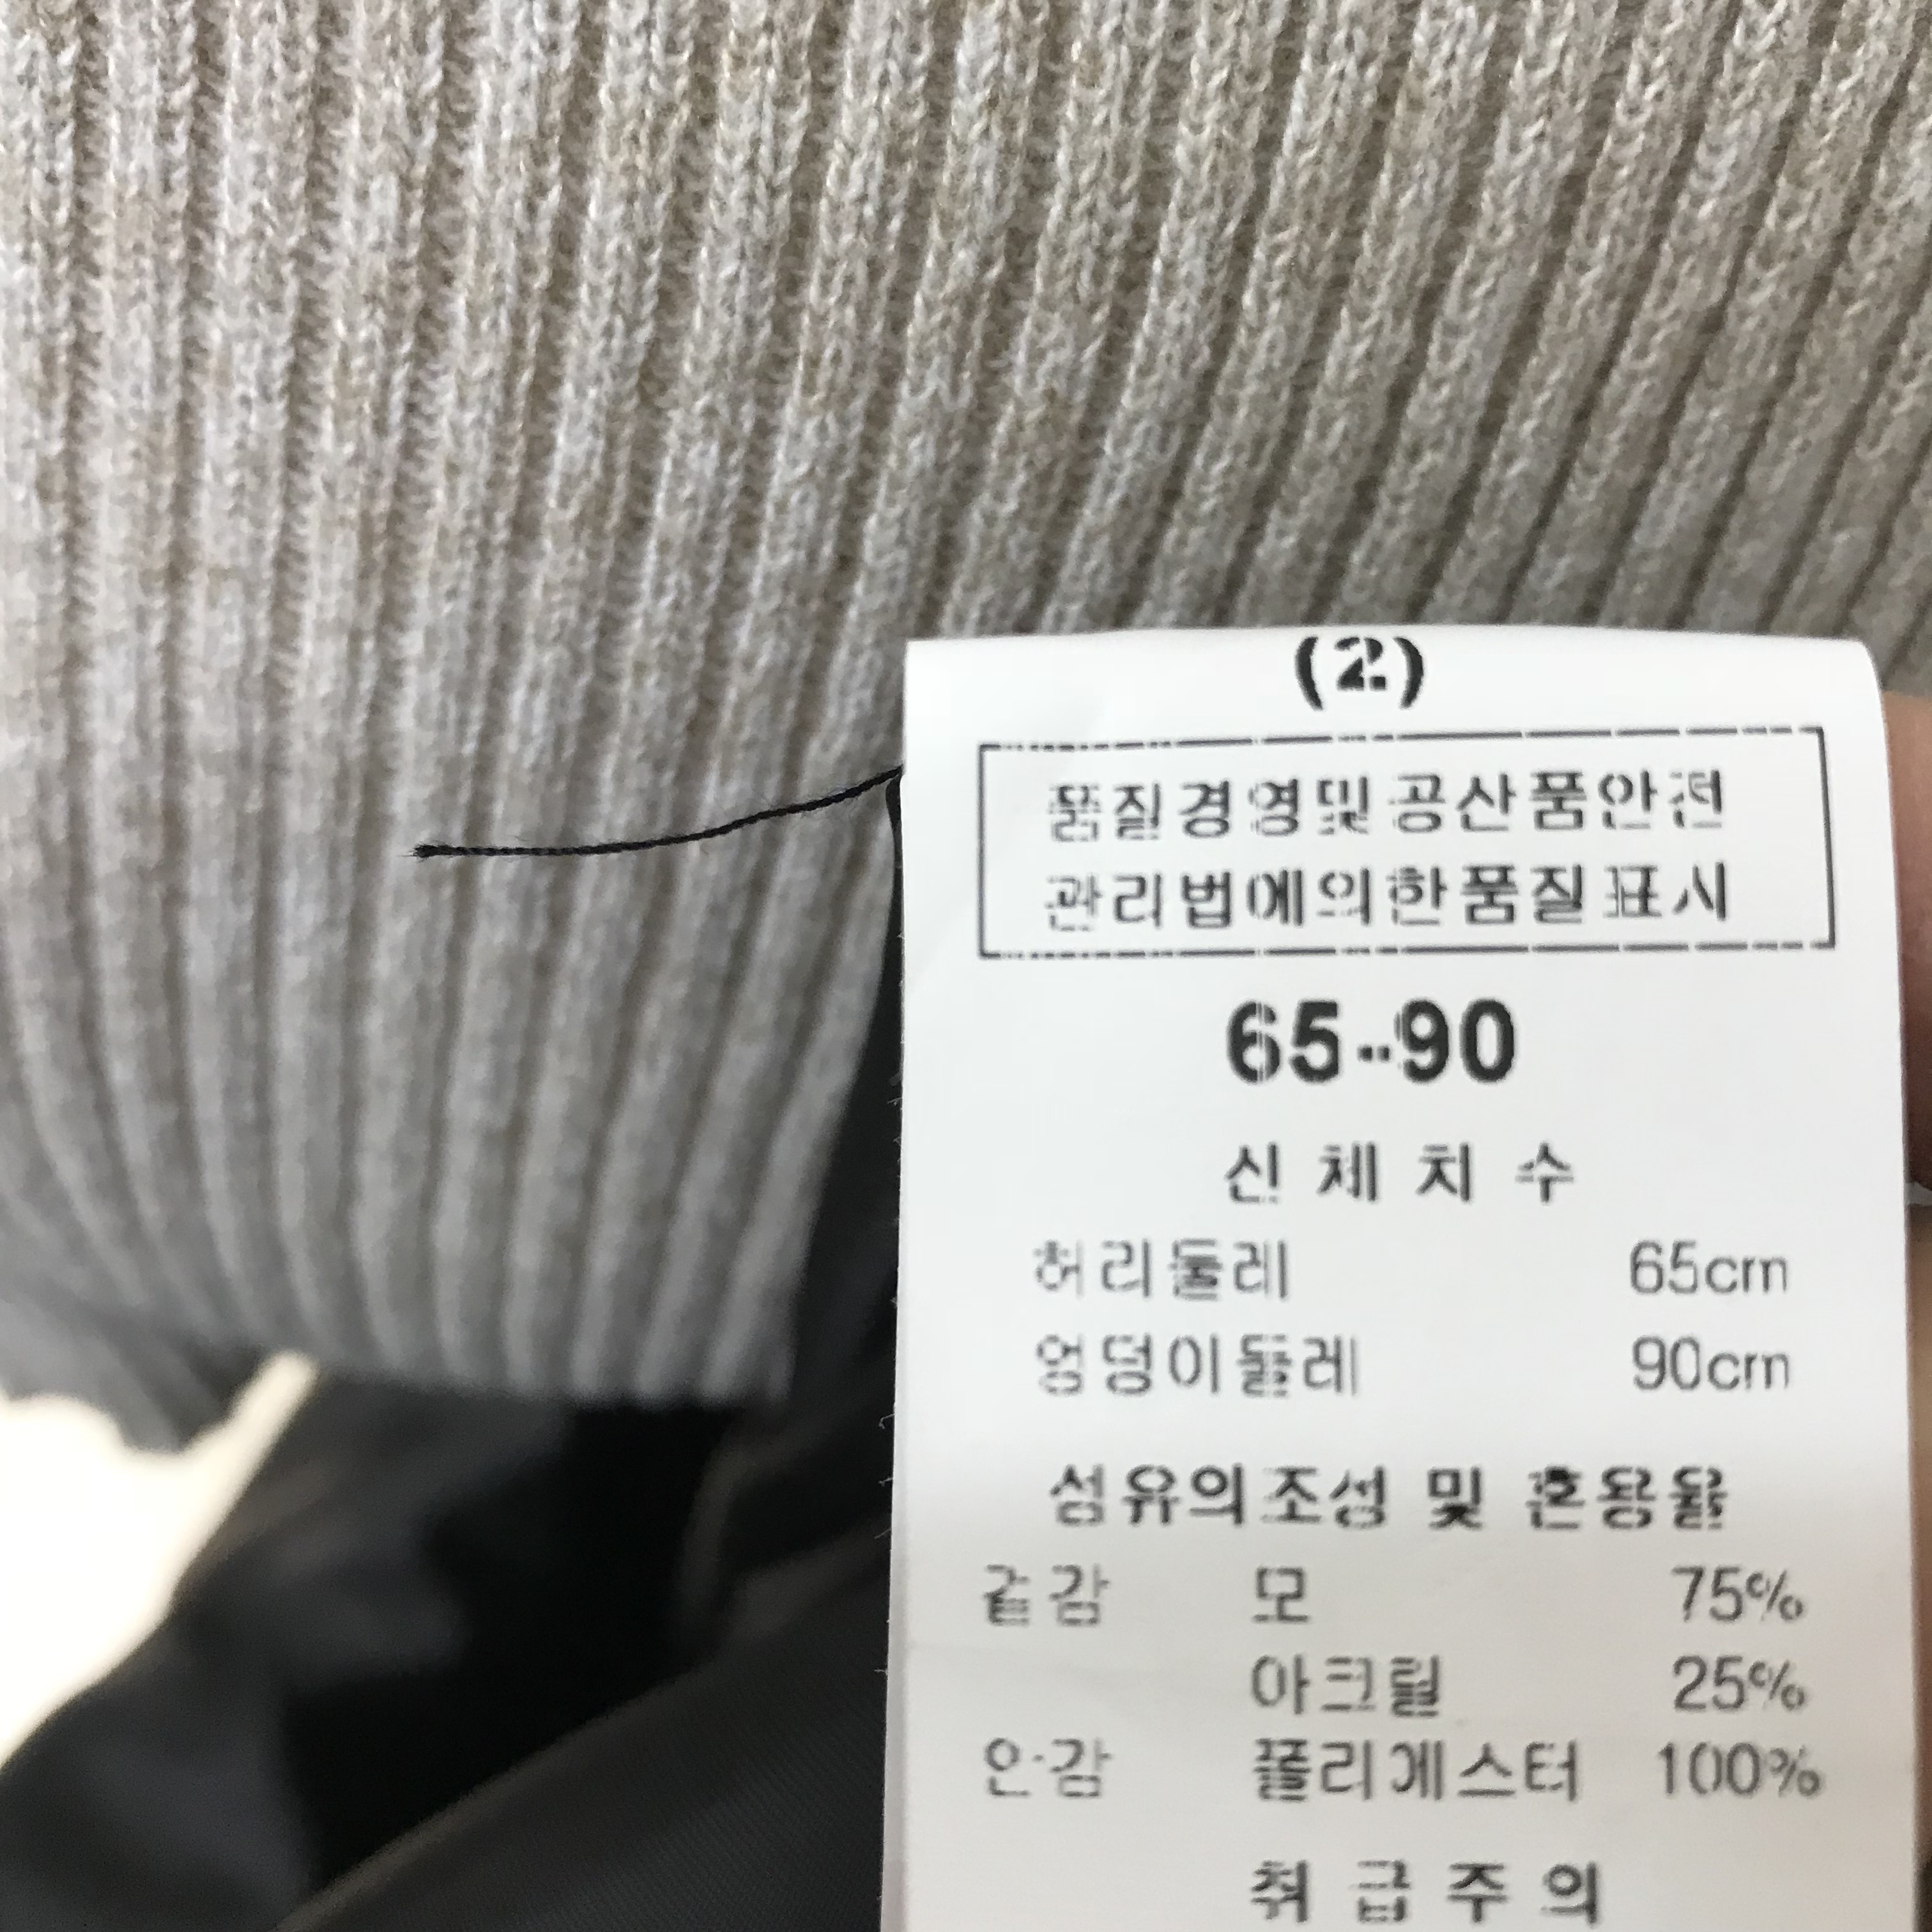 (2)
품질경영및공산품안전
관리법에의한품질표시
65-90
신체치수
허리둘레 65cm
엉덩이둘레 90cm
섬유의조성 및 혼용율
겉감 모 75%
아크릴 25%
안감 폴리에스터 100%
취급주의